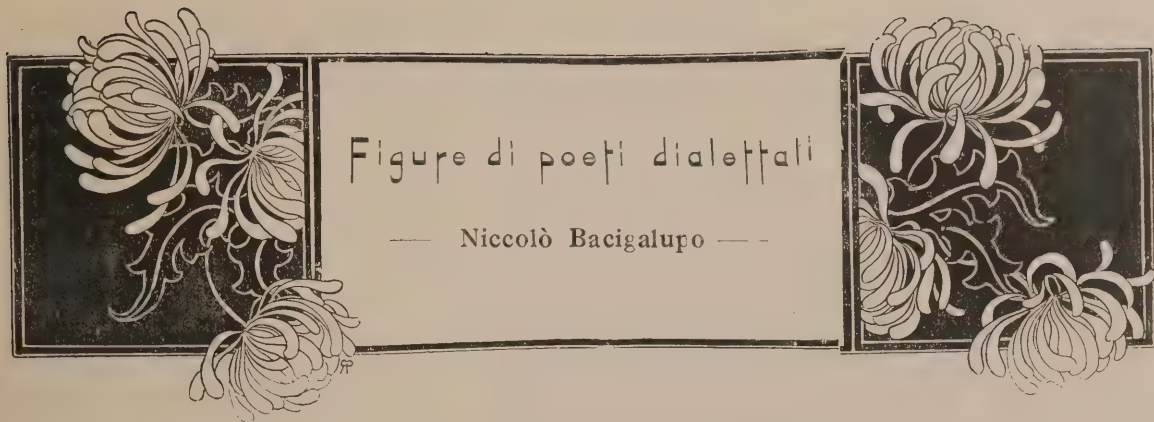 Figure di poeti dialettali
— Niccolò Bacigalupo — -